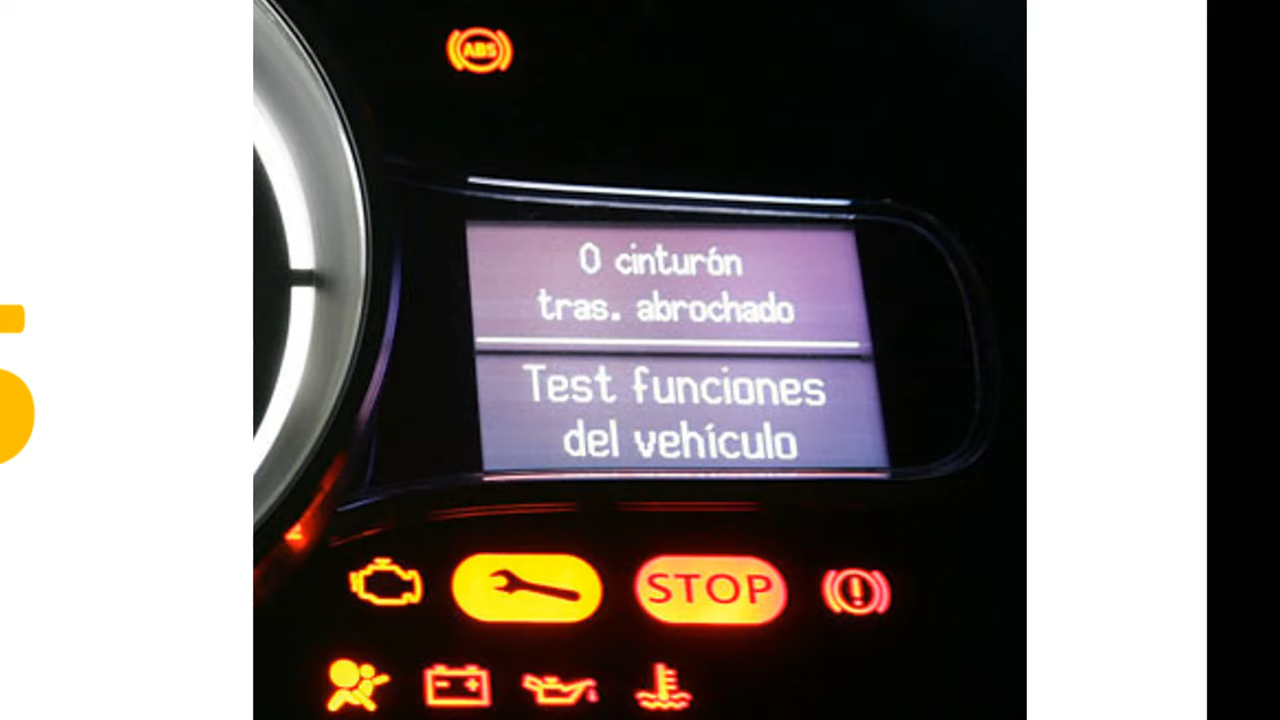 ABS
0 cinturón
tras. abrochado
Test funciones
del vehículo
STOP